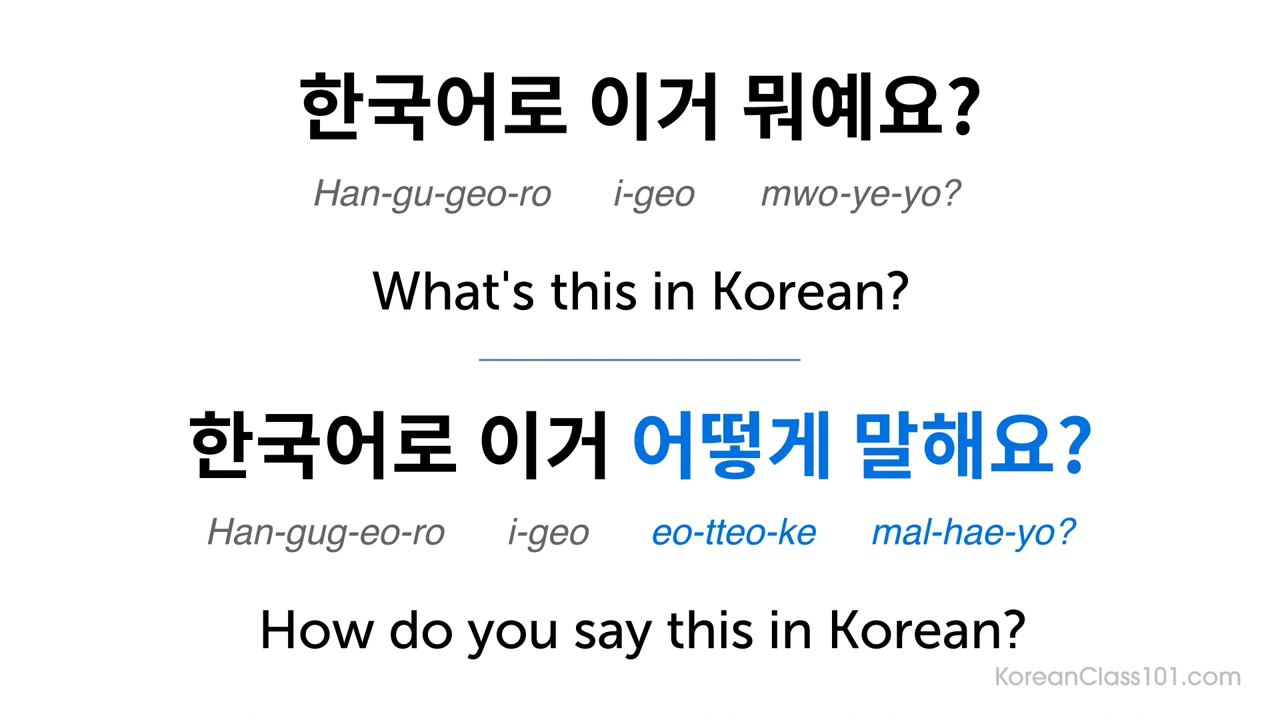 한국어로 이거 뭐예요?
Han-gu-geo-ro i-geo mwo-ye-yo?
What's this in Korean?
한국어로 이거 어떻게 말해요?
Han-gug-eo-ro i-geo eo-tteo-ke mal-hae-yo?
How do you say this in Korean?
KoreanClass101.com